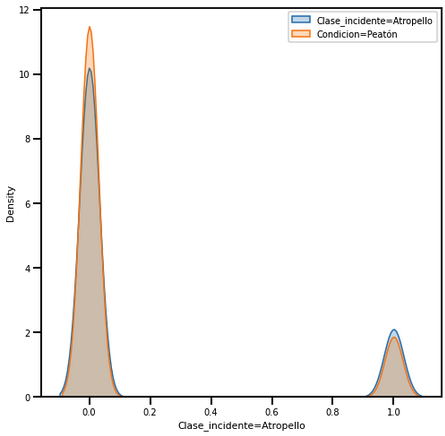 12
10
8
6
4
2
0
Density
Clase_incidente=Atropello
Condicion=Peatón
0.0 0.2 0.4 0.6 0.8 1.0
Clase_incidente=Atropello